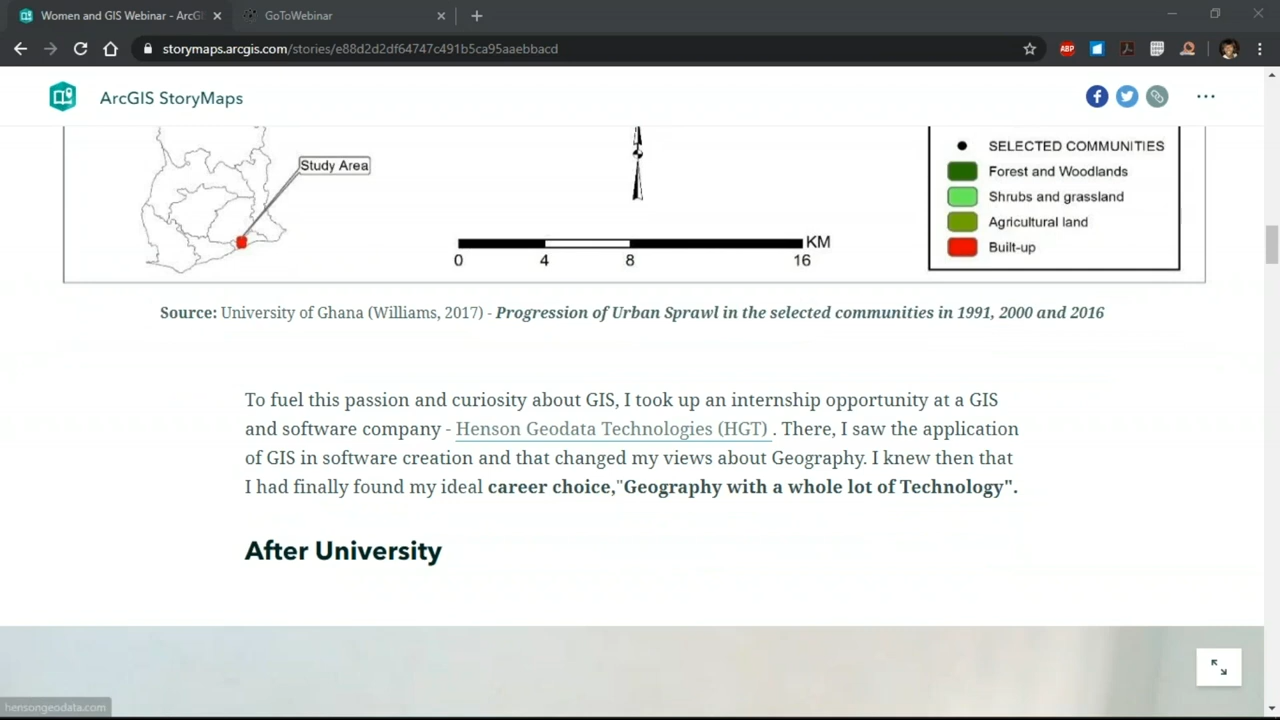 Women and GIS Webinar - ArcG
GoToWebinar
storymaps.arcgis.com/stories/e88d2d2df64747c491b5ca95aaebbacd
ABP
ArcGIS StoryMaps
Study Area
KM
0 4 8 16
SELECTED COMMUNITIES
Forest and Woodlands
Shrubs and grassland
Agricultural land
Built-up
Source: University of Ghana (Williams, 2017) - Progression of Urban Sprawl in the selected communities in 1991, 2000 and 2016
To fuel this passion and curiosity about GIS, I took up an internship opportunity at a GIS
and software company - Henson Geodata Technologies (HGT) . There, I saw the application
of GIS in software creation and that changed my views about Geography. I knew then that
I had finally found my ideal career choice,"Geography with a whole lot of Technology".
After University
hensongeodata.com